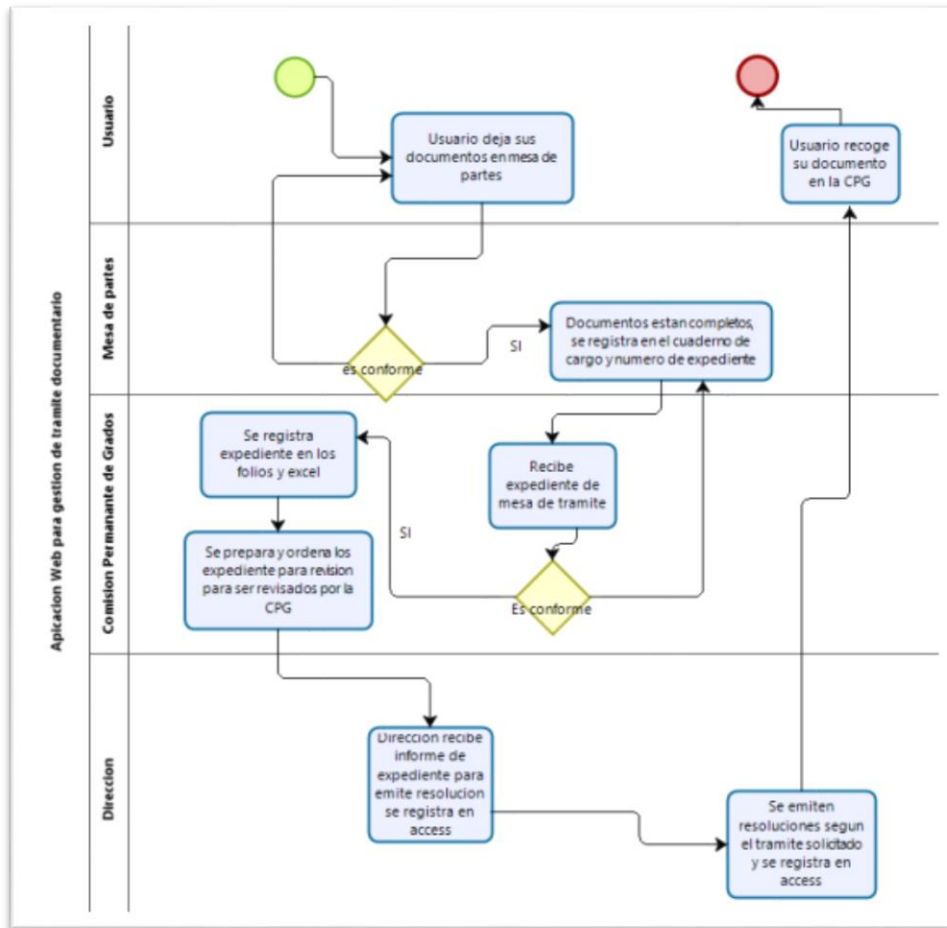 Apicacion Web para gestion de tramite documentario
Usuario
Usuario deja sus
documentos en mesa de
partes
Usuario recoge
su documento
en la CPG
Mesa de partes
es conforme
SI
Documentos estan completos,
se registra en el cuaderno de
cargo y numero de expediente
Comision Permanante de Grados
Se registra
expediente en los
folios y excel
SI
Recibe
expediente de
mesa de tramite
Se prepara y ordena los
expediente para revision
para ser revisados por la
CPG
Es conforme
Direccion
Direccion recibe
informe de
expediente para
emite resolucion
se registra en
access
Se emiten
resoluciones segun
el tramite solicitado
y se registra en
access